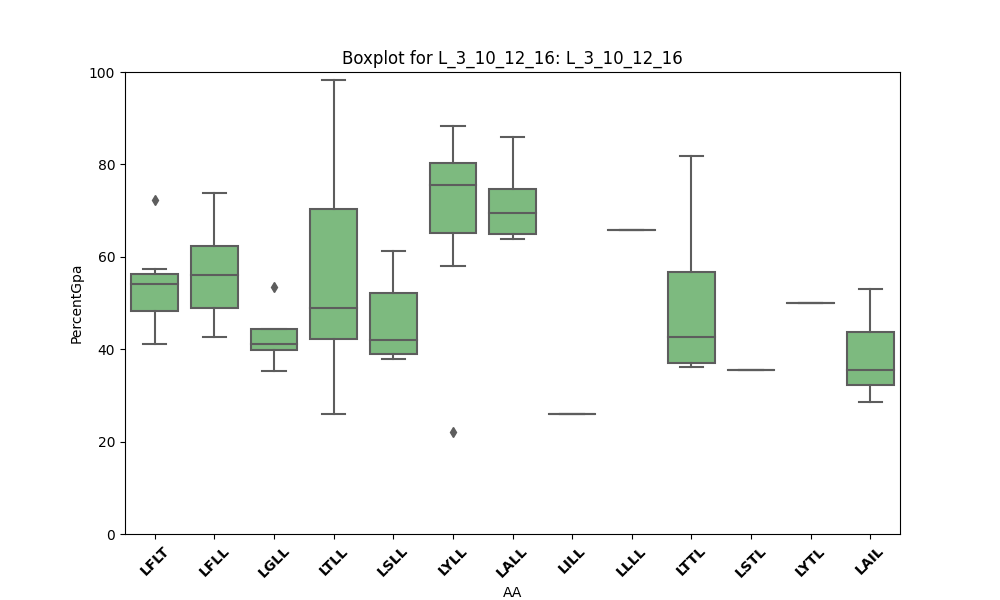 Boxplot for L_3_10_12_16: L_3_10_12_16
100
80
60
40
20
0
PercentGpa
LFLT LFLL LGLL LTLL LSLL LYLL LALL LILL LLLL LTTL LSTL LYTL LAIL
AA